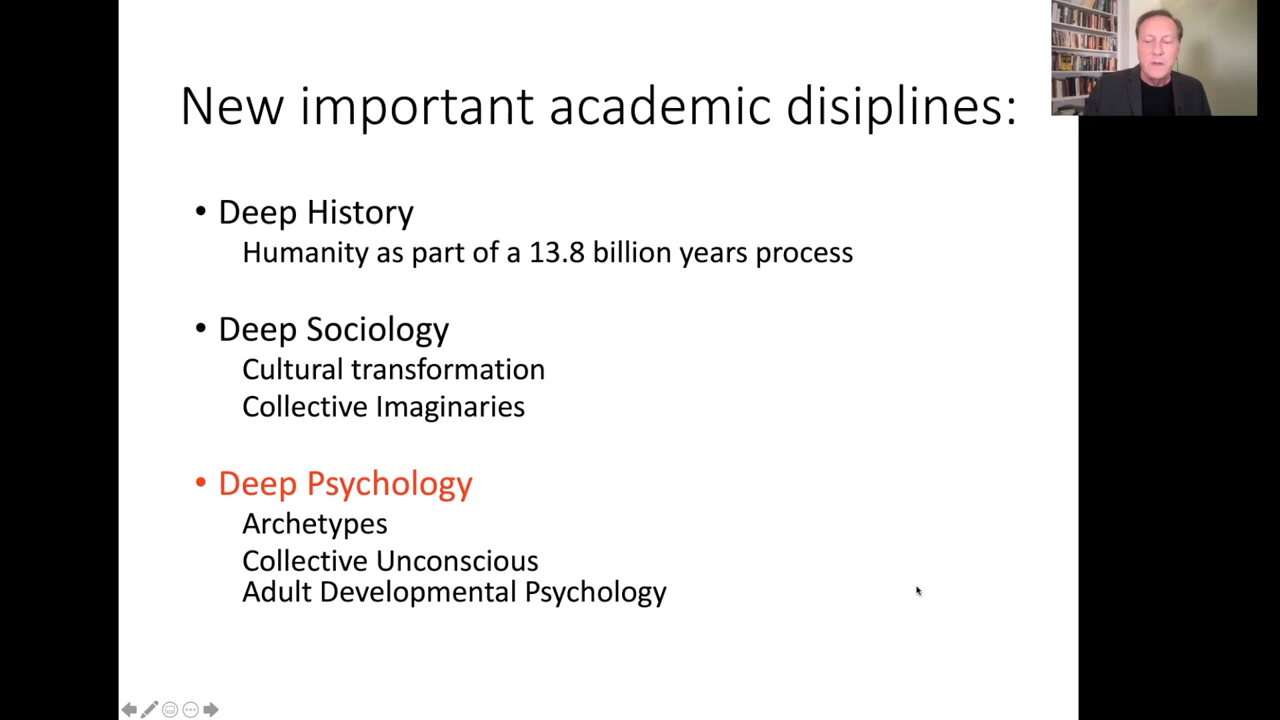 New important academic disiplines:
• Deep History
Humanity as part of a 13.8 billion years process
• Deep Sociology
Cultural transformation
Collective Imaginaries
• Deep Psychology
Archetypes
Collective Unconscious
Adult Developmental Psychology